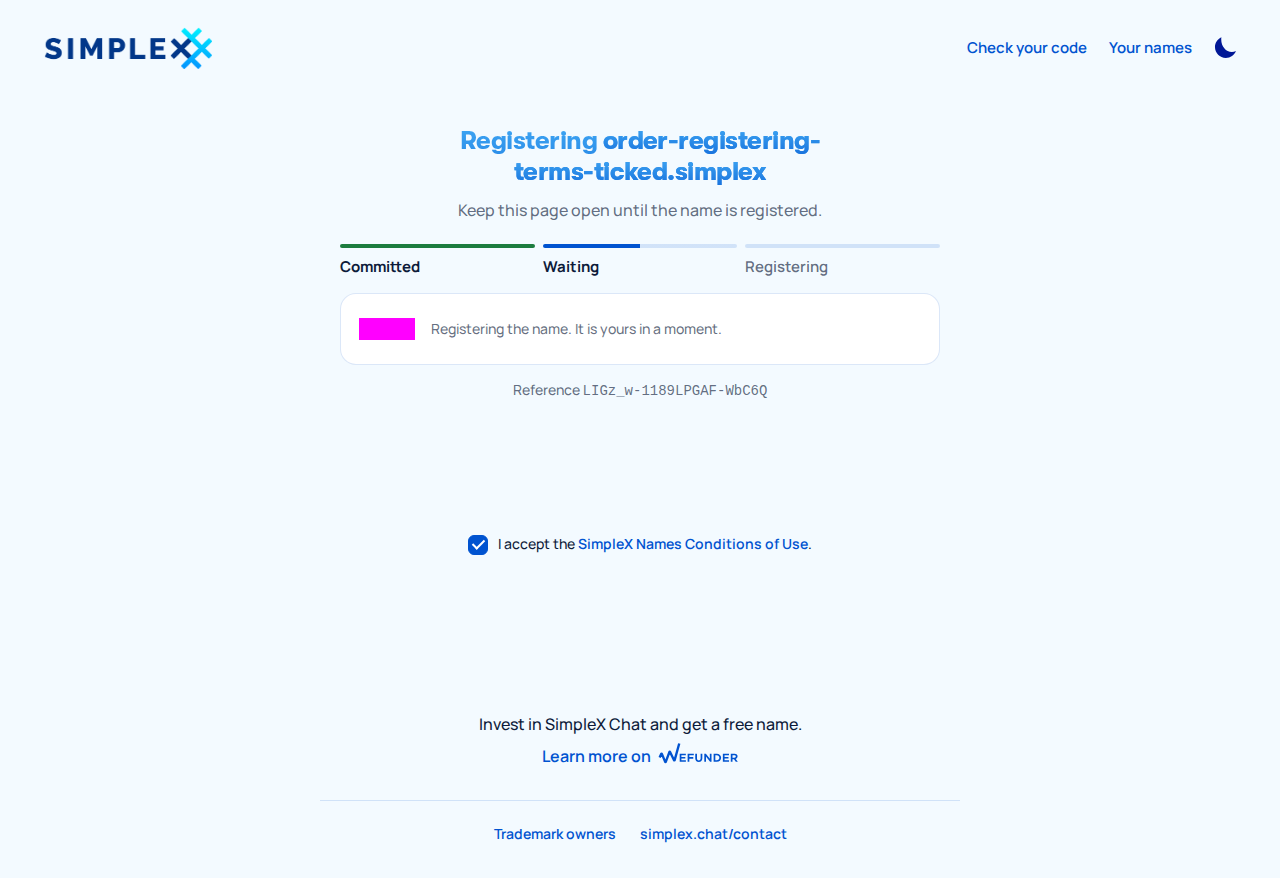 SIMPLEX
Check your code
Your names
Registering order-registering-
terms-ticked.simplex
Keep this page open until the name is registered.
Committed
Waiting
Registering
Registering the name. It is yours in a moment.
Reference LIGz_w-1189LPGAF-WbC6Q
I accept the SimpleX Names Conditions of Use.
Invest in SimpleX Chat and get a free name.
Learn more on WEFUNDER
Trademark owners
simplex.chat/contact